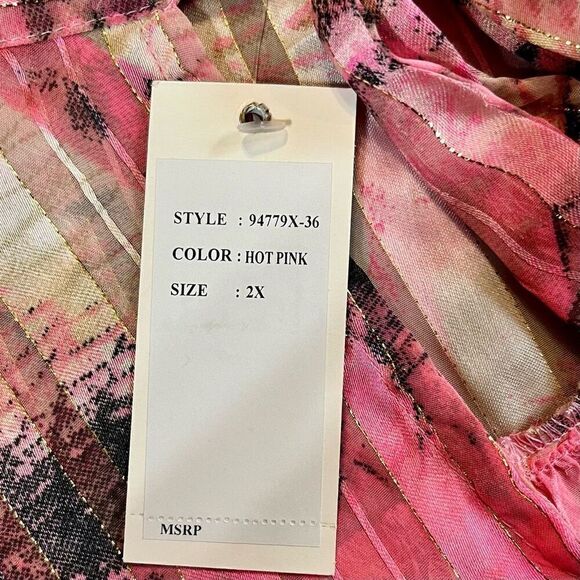 STYLE : 94779X-36
COLOR : HOT PINK
SIZE : 2X
MSRP